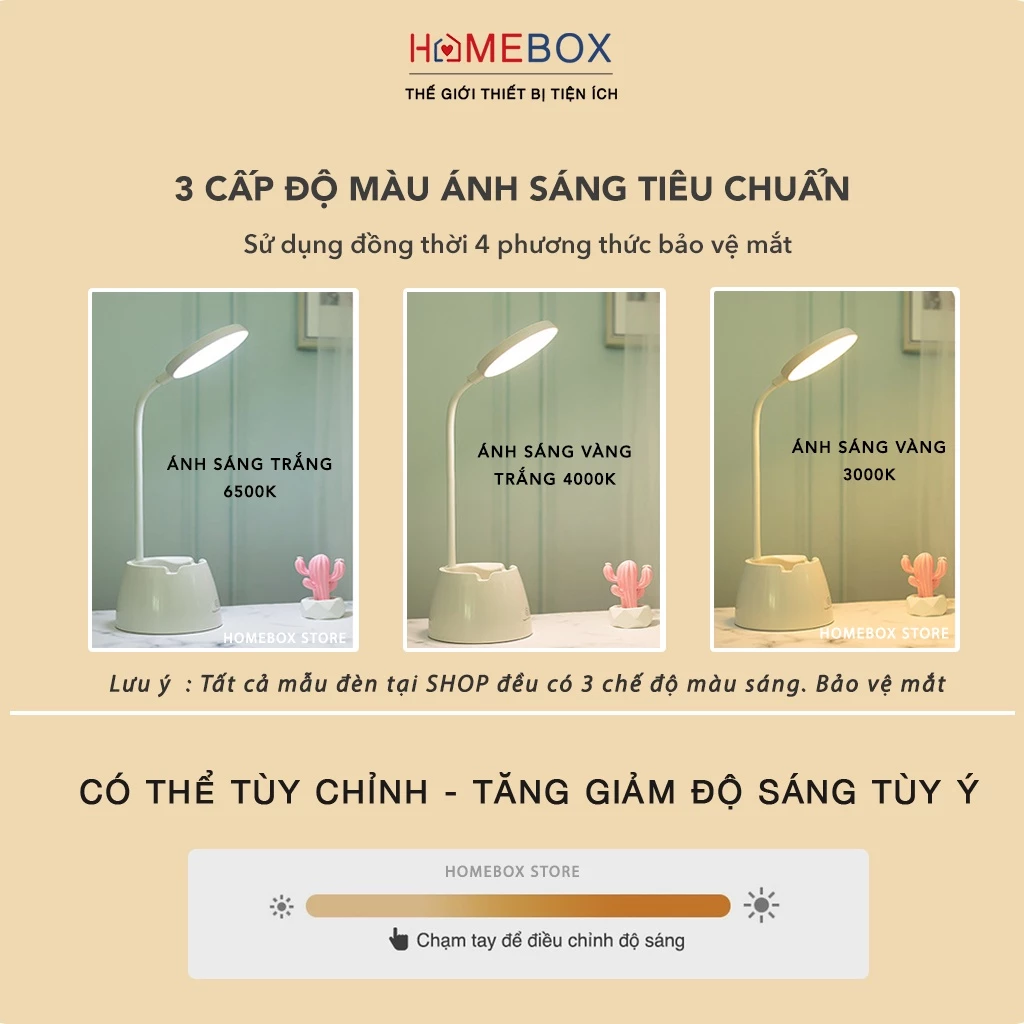 HOMEBOX
THẾ GIỚI THIẾT BỊ TIỆN ÍCH
3 CẤP ĐỘ MÀU ÁNH SÁNG TIÊU CHUẨN
Sử dụng đồng thời 4 phương thức bảo vệ mắt
ÁNH SÁNG TRẮNG
6500K
HOMEBOX STORE
ÁNH SÁNG VÀNG
TRẮNG 4000K
ÁNH SÁNG VÀNG
3000K
HOMEBOX STORE
Lưu ý : Tất cả mẫu đèn tại SHOP đều có 3 chế độ màu sáng. Bảo vệ mắt
CÓ THỂ TÙY CHỈNH - TĂNG GIẢM ĐỘ SÁNG TÙY Ý
HOMEBOX STORE
Chạm tay để điều chỉnh độ sáng